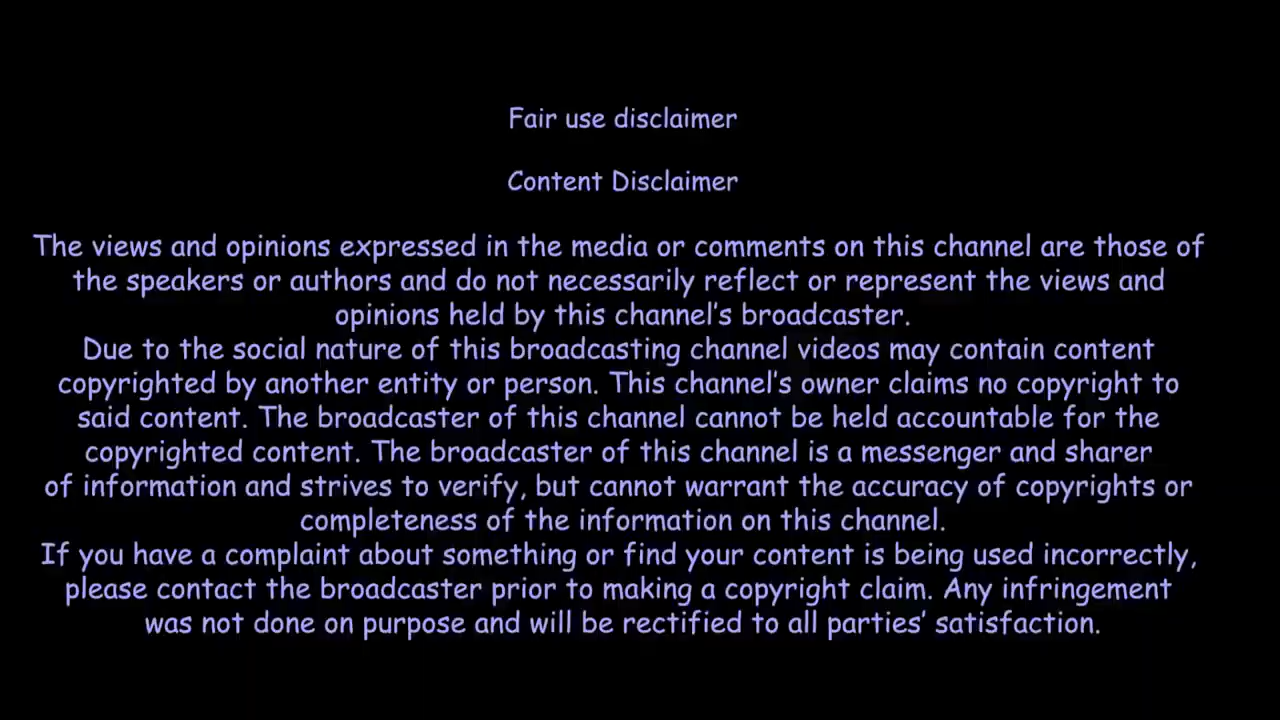 Fair use disclaimer
Content Disclaimer
The views and opinions expressed in the media or comments on this channel are those of
the speakers or authors and do not necessarily reflect or represent the views and
opinions held by this channel's broadcaster.
Due to the social nature of this broadcasting channel videos may contain content
copyrighted by another entity or person. This channel's owner claims no copyright to
said content. The broadcaster of this channel cannot be held accountable for the
copyrighted content. The broadcaster of this channel is a messenger and sharer
of information and strives to verify, but cannot warrant the accuracy of copyrights or
completeness of the information on this channel.
If you have a complaint about something or find your content is being used incorrectly,
please contact the broadcaster prior to making a copyright claim. Any infringement
was not done on purpose and will be rectified to all parties’ satisfaction.